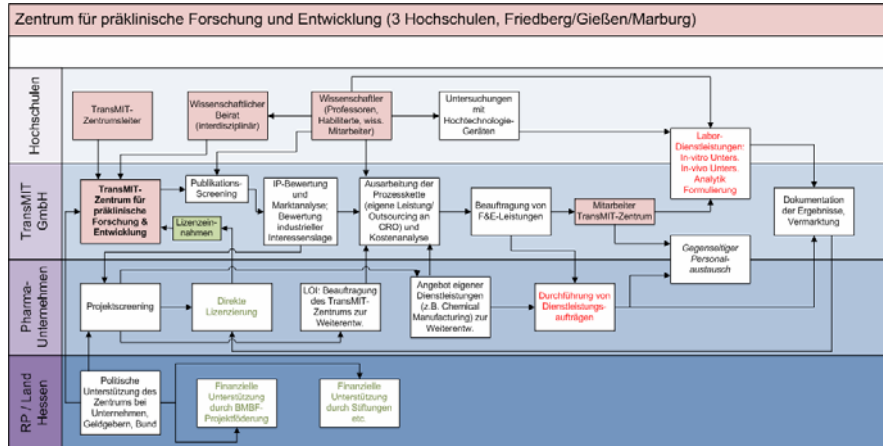 Zentrum für präklinische Forschung und Entwicklung (3 Hochschulen, Friedberg/Gießen/Marburg)
Hochschulen
TransMIT-
Zentrumsleiter
Wissenschaftlicher
Beirat
(interdisziplinär)
Wissenschaftler
(Professoren,
Habilitierte, wiss.
Mitarbeiter)
Untersuchungen
mit
Hochtechnologie-
Geräten
Labor-
Dienstleistungen:
In-vitro Unters.
In-vivo Unters.
Analytik
Formulierung
TransMIT
GmbH
TransMIT-
Zentrum für
präklinische
Forschung &
Entwicklung
Publikations-
Screening
Lizenzein-
nahmen
IP-Bewertung
und
Marktanalyse;
Bewertung
industrieller
Interessenslage
Ausarbeitung der
Prozesskette
(eigene Leistung/
Outsourcing an
CRO) und
Kostenanalyse
Beauftragung von
F&E-Leistungen
Mitarbeiter
TransMIT-Zentrum
Dokumentation
der Ergebnisse,
Vermarktung
Gegenseitiger
Personal-
austausch
Pharma-
Unternehmen
Projektscreening
Direkte
Lizenzierung
LOI: Beauftragung
des TransMIT-
Zentrums zur
Weiterentw.
Angebot eigener
Dienstleistungen
(z.B. Chemical
Manufacturing) zur
Weiterentw.
Durchführung von
Dienstleistungs-
aufträgen
RP / Land
Hessen
Politische
Unterstützung des
Zentrums bei
Unternehmen,
Geldgebern, Bund
Finanzielle
Unterstützung
durch BMBF-
Projektföderung
Finanzielle
Unterstützung
durch Stiftungen
etc.